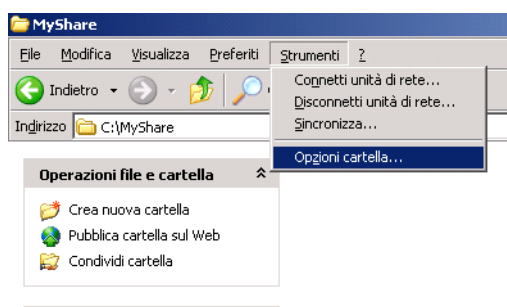 MyShare
File Modifica Visualizza Preferiti Strumenti ?
Indietro
Connetti unità di rete...
Disconnetti unità di rete...
Sincronizza...
Opzioni cartella...
Indirizzo C:\MyShare
Operazioni file e cartella
Crea nuova cartella
Pubblica cartella sul Web
Condividi cartella